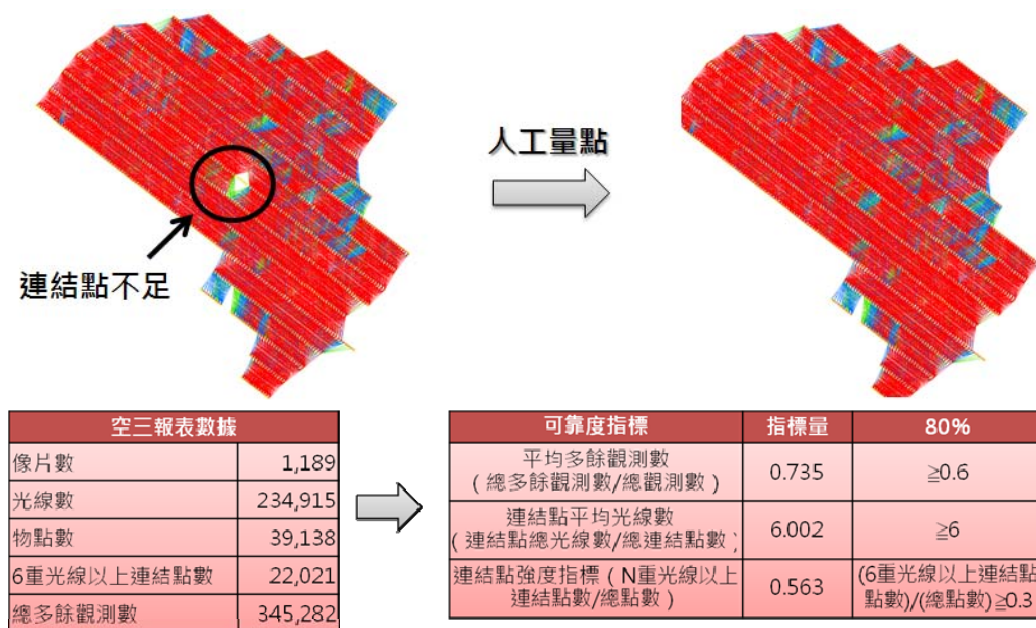 人工量點
連結點不足
空三報表數據
像片數 1,189
光線數 234,915
物點數 39,138
6重光線以上連結點數 22,021
總多餘觀測數 345,282
可靠度指標 指標量 80%
平均多餘觀測數
(總多餘觀測數/總觀測數) 0.735 ≧0.6
連結點平均光線數
(連結點總光線數/總連結點數) 6.002 ≧6
連結點強度指標(N重光線以上
連結點數/總點數) 0.563 (6重光線以上連結點
點數)/(總點數)≧0.3